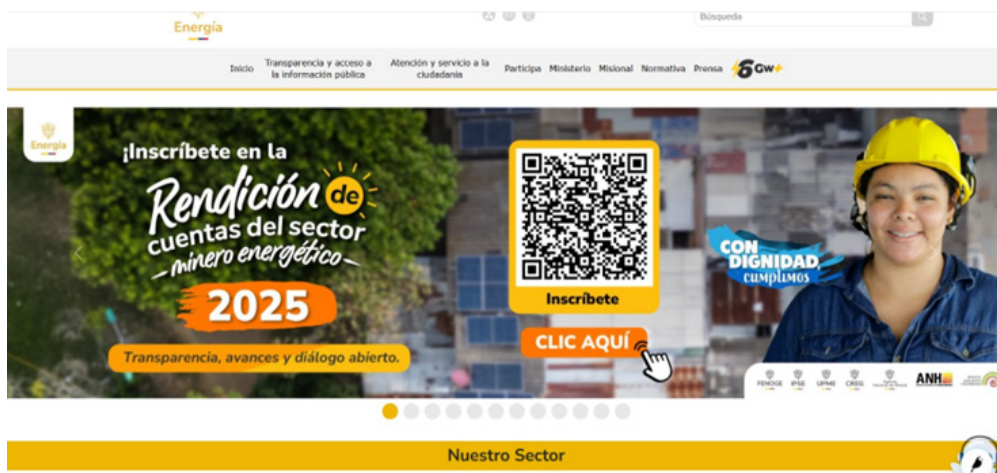 Energía
Búsqueda
Inicio
Transparencia y acceso a
la información pública
Atención y servicio a la
ciudadanía
Participa
Ministerio
Misional
Normativa
Prensa
6GW+
Energía
¡Inscríbete en la
Rendición de
cuentas del sector
minero energético
2025
Transparencia, avances y diálogo abierto.
Inscríbete
CLIC AQUÍ
CON
DIGNIDAD,
CUMPLIMOS
FENOGE
IPSE
UPME
CREG
ANH
Nuestro Sector